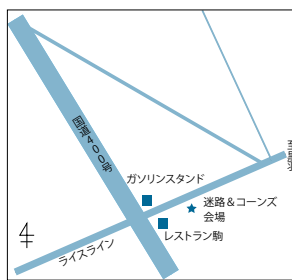 国道400号
ガソリンスタンド
迷路&コーンズ
会場
レストラン駒
ライスライン